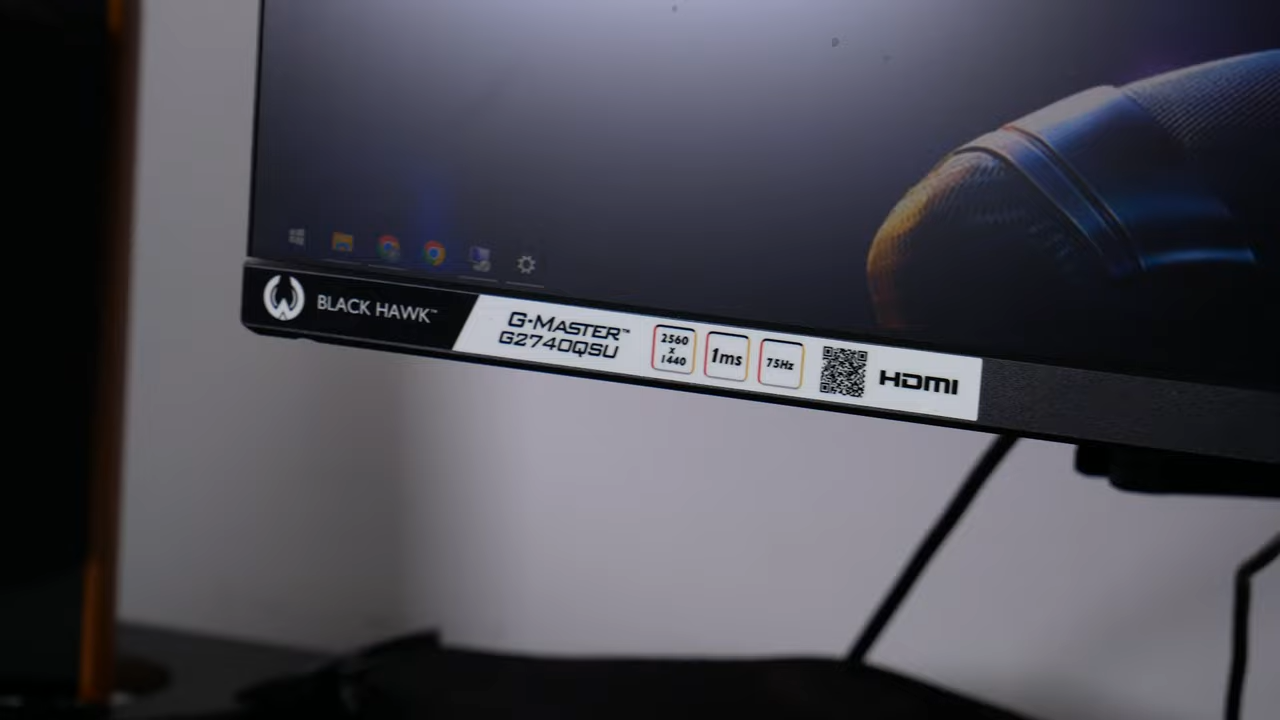 BLACK HAWK™
G-MASTER™
G2740QSU
2560
x
1440
1ms
75Hz
HDMI